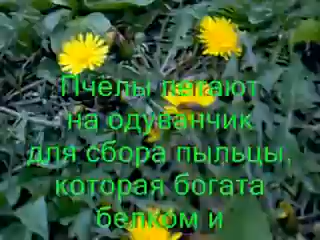 Пчёлы летают
на одуванчик
для сбора пыльцы,
которая богата
белком и